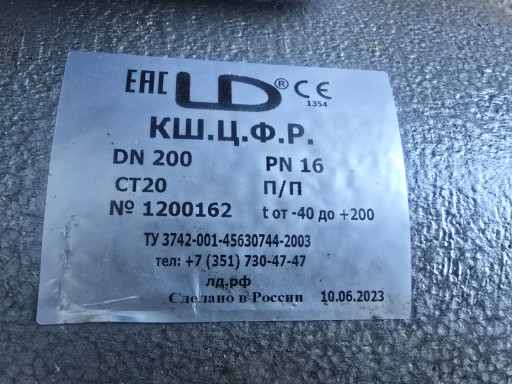 EAC LD ® CE
1354
КШ.Ц.Ф.Р.
DN 200 PN 16
СТ20 П/П
№ 1200162 t от -40 до +200
ТУ 3742-001-45630744-2003
тел: +7 (351) 730-47-47
лд.рф
Сделано в России 10.06.2023